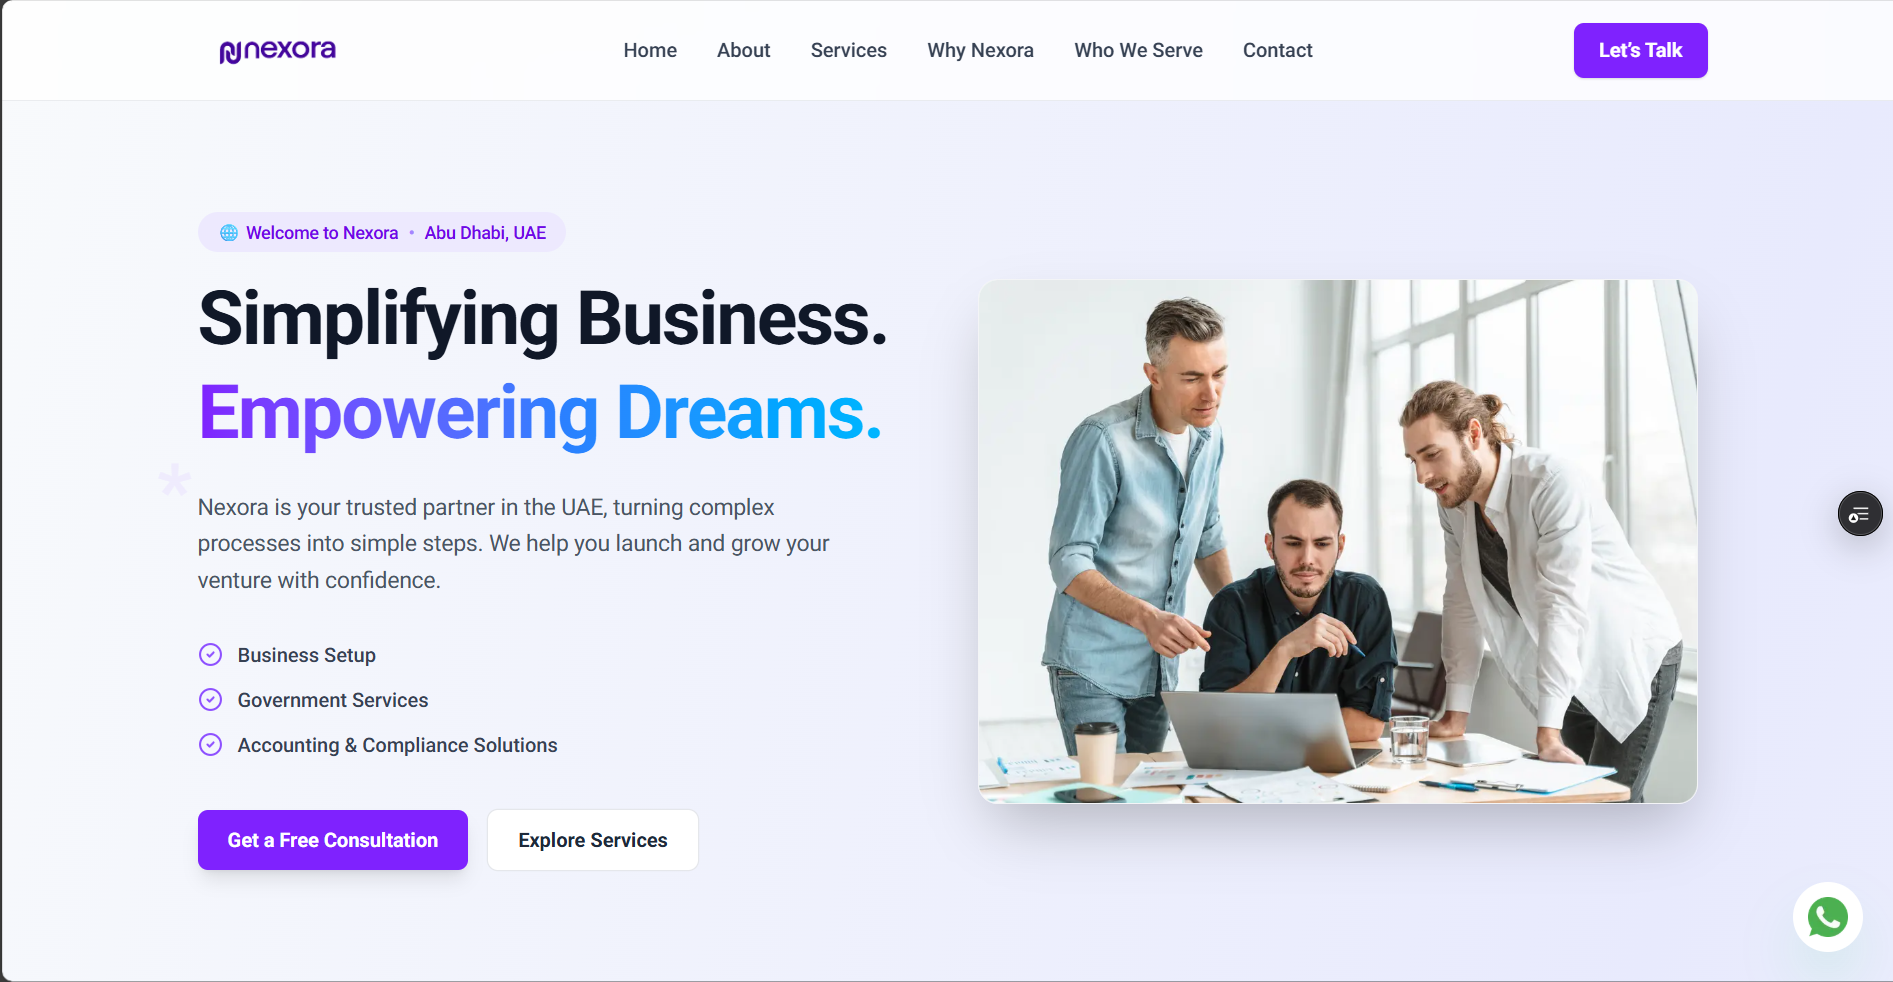 nexora
Home
About
Services
Why Nexora
Who We Serve
Contact
Let's Talk
Welcome to Nexora • Abu Dhabi, UAE
Simplifying Business.
Empowering Dreams.
*
Nexora is your trusted partner in the UAE, turning complex
processes into simple steps. We help you launch and grow your
venture with confidence.
Business Setup
Government Services
Accounting & Compliance Solutions
Get a Free Consultation
Explore Services